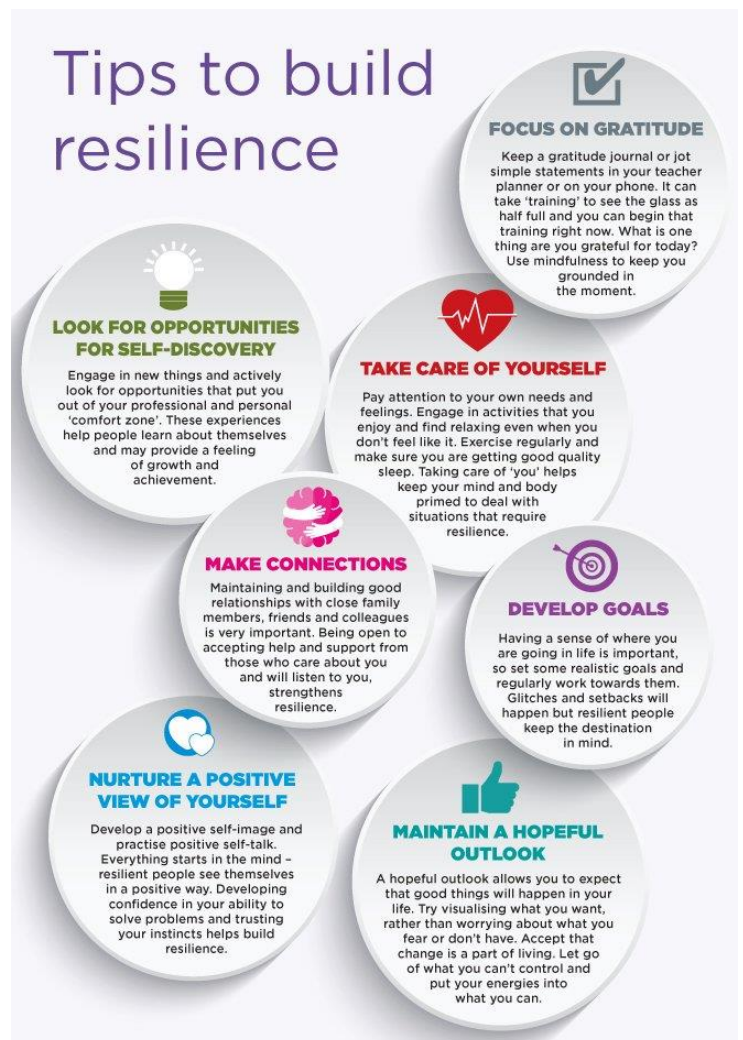 Tips to build
resilience
FOCUS ON GRATITUDE
Keep a gratitude journal or jot
simple statements in your teacher
planner or on your phone. It can
take ‘training’ to see the glass as
half full and you can begin that
training right now. What is one
thing are you grateful for today?
Use mindfulness to keep you
grounded in
the moment.
LOOK FOR OPPORTUNITIES
FOR SELF-DISCOVERY
Engage in new things and actively
look for opportunities that put you
out of your professional and personal
‘comfort zone’. These experiences
help people learn about themselves
and may provide a feeling
of growth and
achievement.
TAKE CARE OF YOURSELF
Pay attention to your own needs and
feelings. Engage in activities that you
enjoy and find relaxing even when you
don’t feel like it. Exercise regularly and
make sure you are getting good quality
sleep. Taking care of ‘you’ helps
keep your mind and body
primed to deal with
situations that require
resilience.
MAKE CONNECTIONS
Maintaining and building good
relationships with close family
members, friends and colleagues
is very important. Being open to
accepting help and support from
those who care about you
and will listen to you,
strengthens
resilience.
DEVELOP GOALS
Having a sense of where you
are going in life is important,
so set some realistic goals and
regularly work towards them.
Glitches and setbacks will
happen but resilient people
keep the destination
in mind.
NURTURE A POSITIVE
VIEW OF YOURSELF
Develop a positive self-image and
practise positive self-talk.
Everything starts in the mind –
resilient people see themselves
in a positive way. Developing
confidence in your ability to
solve problems and trusting
your instincts helps build
resilience.
MAINTAIN A HOPEFUL
OUTLOOK
A hopeful outlook allows you to expect
that good things will happen in your
life. Try visualising what you want,
rather than worrying about what you
fear or don’t have. Accept that
change is a part of living. Let go
of what you can’t control and
put your energies into
what you can.